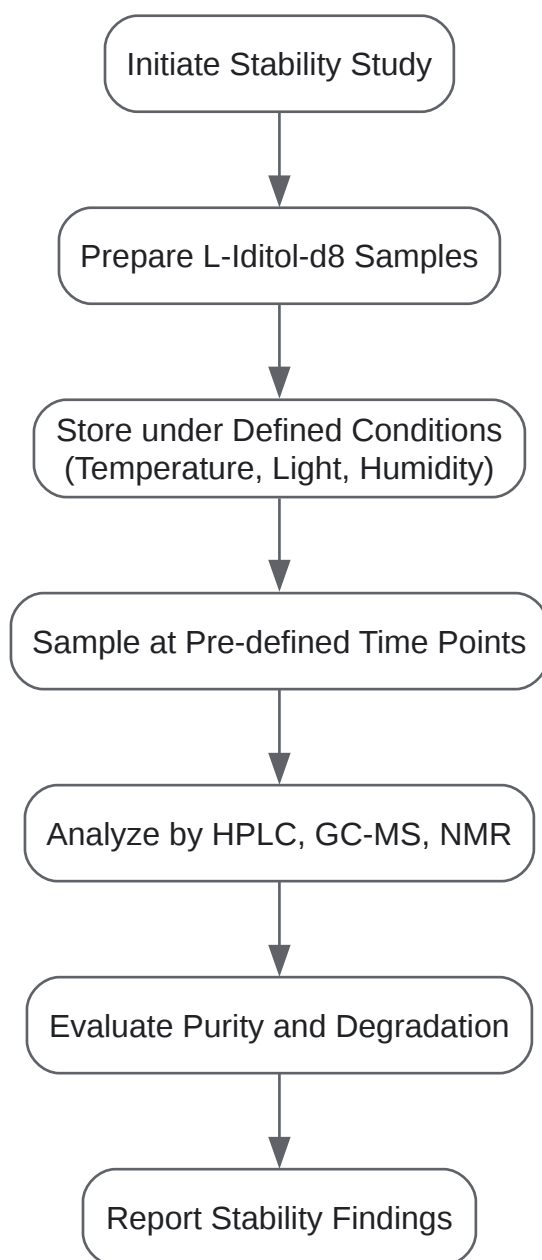 Initiate Stability Study
Prepare L-Iditol-d8 Samples
Store under Defined Conditions
(Temperature, Light, Humidity)
Sample at Pre-defined Time Points
Analyze by HPLC, GC-MS, NMR
Evaluate Purity and Degradation
Report Stability Findings